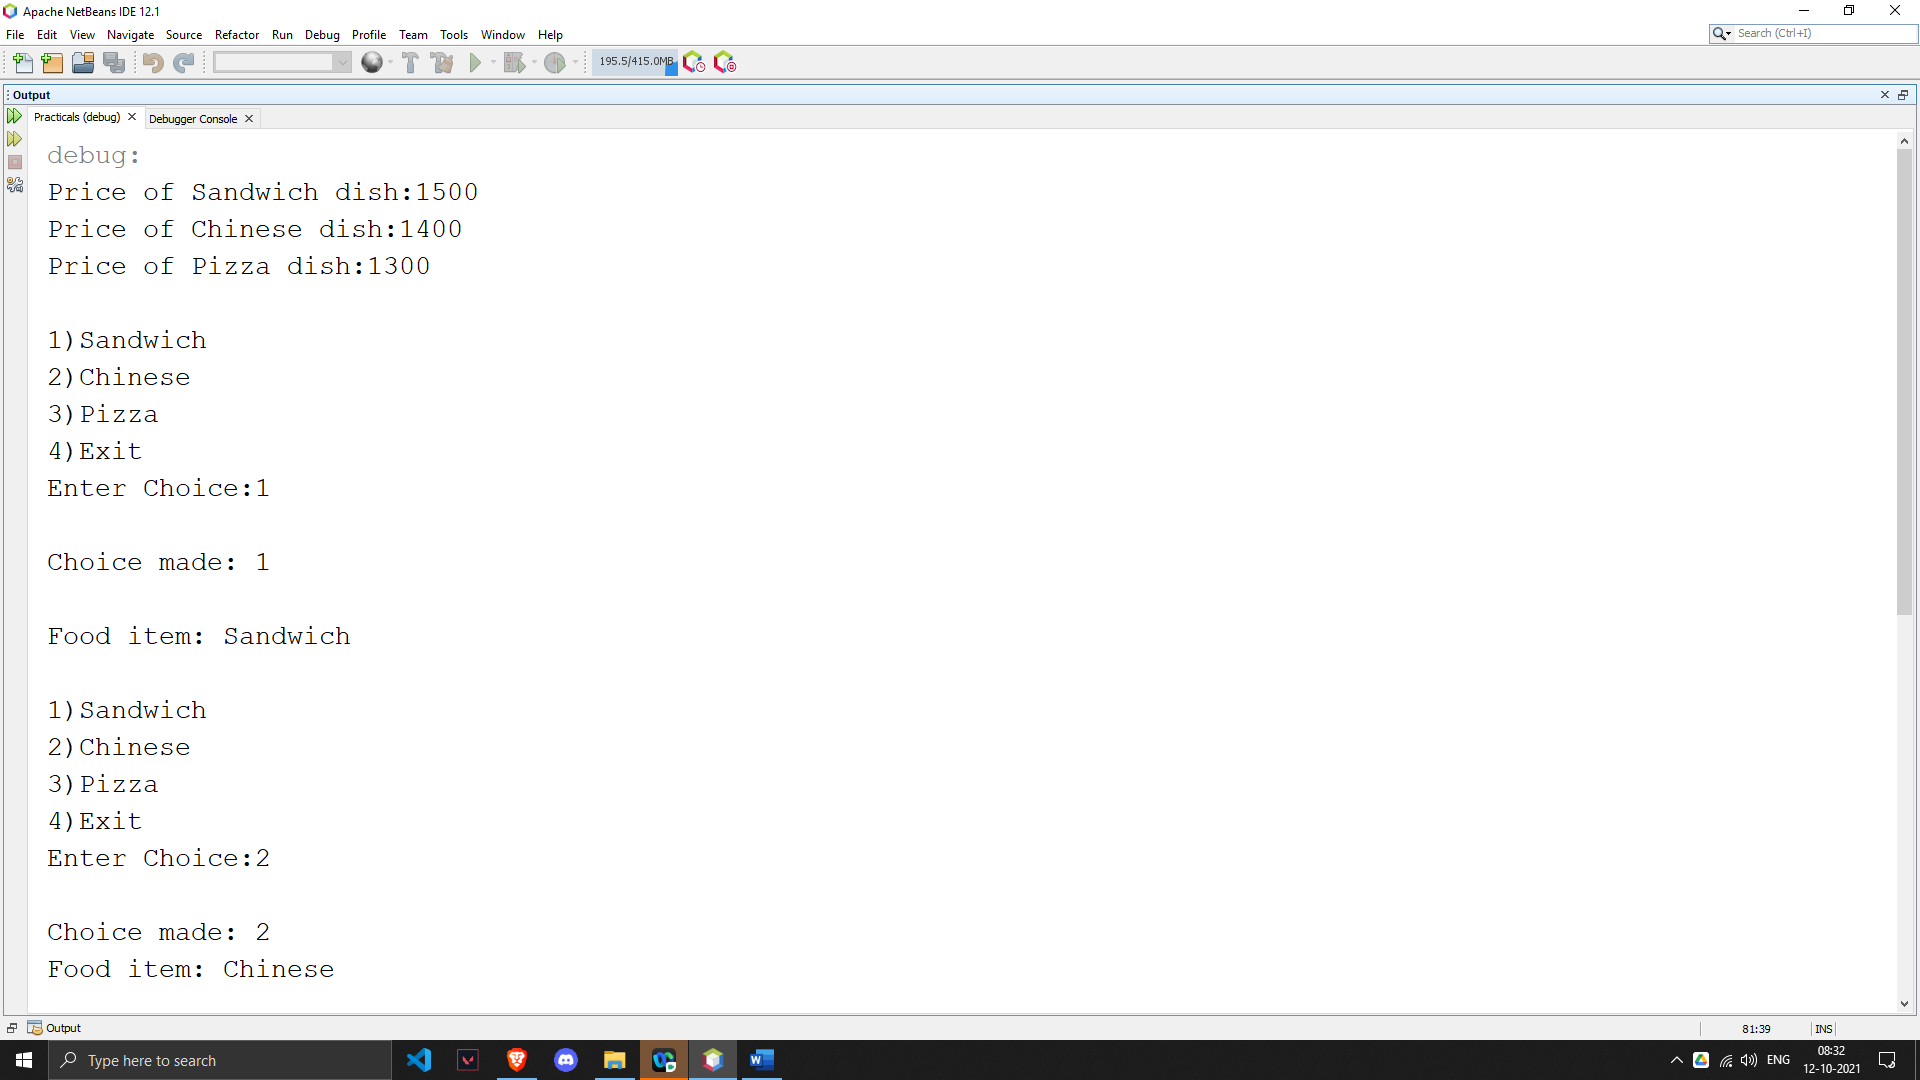 Apache NetBeans IDE 12.1
File Edit View Navigate Source Refactor Run Debug Profile Team Tools Window Help
Search (Ctrl+I)
195.5/415.0MB
Output
Practicals (debug)
Debugger Console
debug:
Price of Sandwich dish:1500
Price of Chinese dish:1400
Price of Pizza dish:1300
1)Sandwich
2)Chinese
3)Pizza
4)Exit
Enter Choice:1
Choice made: 1
Food item: Sandwich
1)Sandwich
2)Chinese
3)Pizza
4)Exit
Enter Choice:2
Choice made: 2
Food item: Chinese
Output
81:39
INS
Type here to search
ENG
08:32
12-10-2021